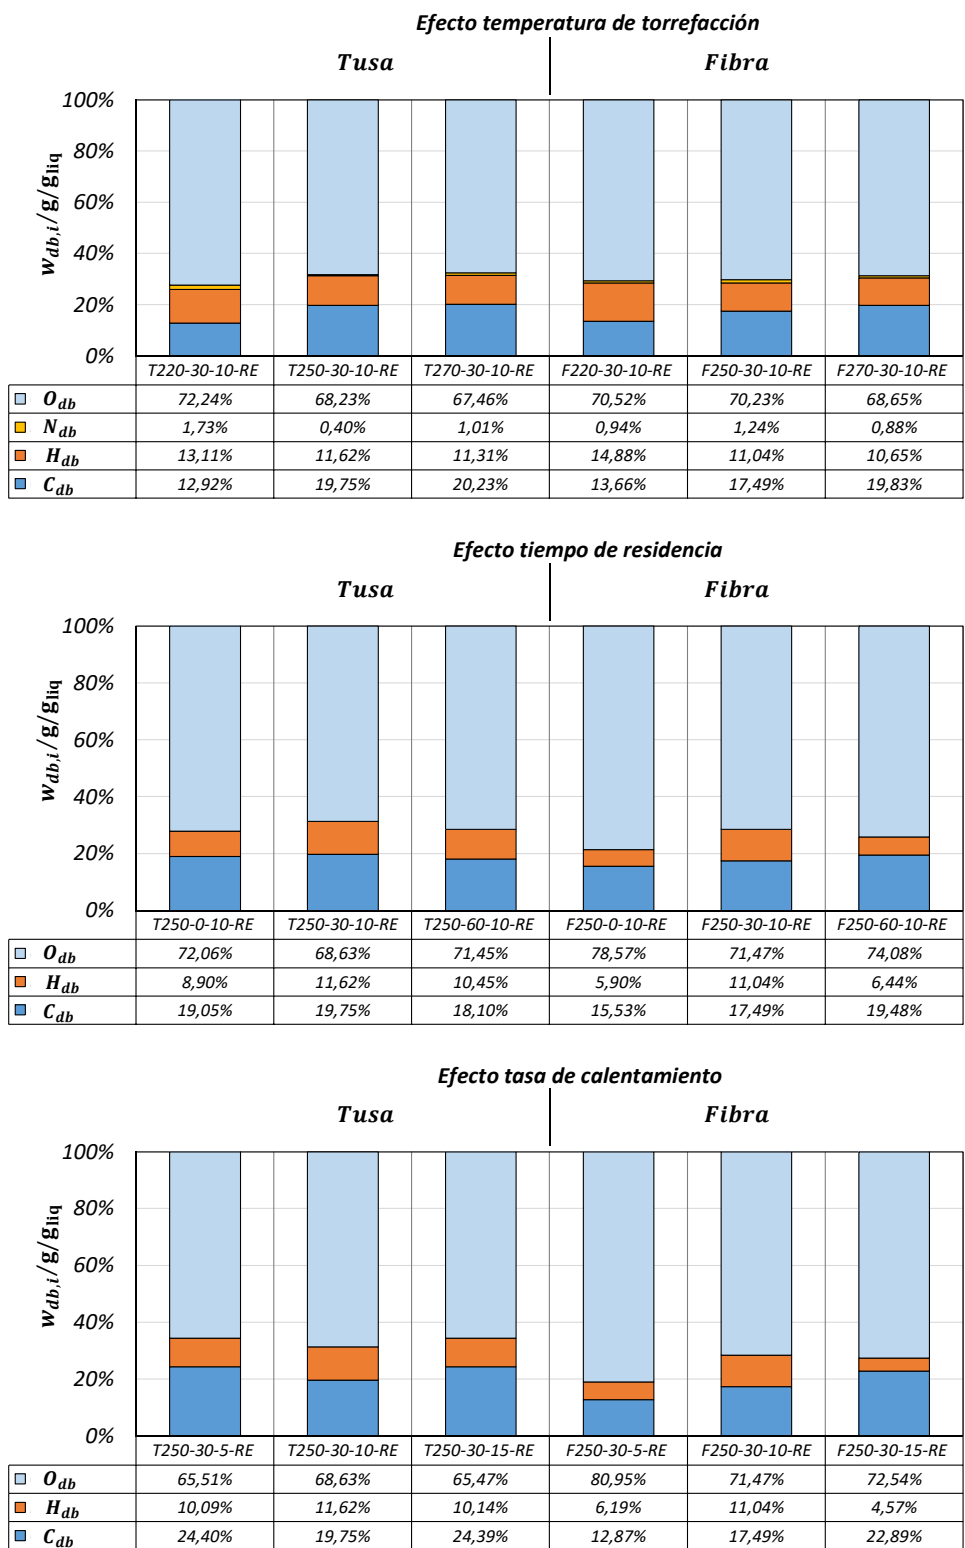 Efecto temperatura de torrefacción
Tusa Fibra
w_db,i/g/g_liq
100%
80%
60%
40%
20%
0%
T220-30-10-RE T250-30-10-RE T270-30-10-RE F220-30-10-RE F250-30-10-RE F270-30-10-RE
O_db 72,24% 68,23% 67,46% 70,52% 70,23% 68,65%
N_db 1,73% 0,40% 1,01% 0,94% 1,24% 0,88%
H_db 13,11% 11,62% 11,31% 14,88% 11,04% 10,65%
C_db 12,92% 19,75% 20,23% 13,66% 17,49% 19,83%
Efecto tiempo de residencia
Tusa Fibra
w_db,i/g/g_liq
100%
80%
60%
40%
20%
0%
T250-0-10-RE T250-30-10-RE T250-60-10-RE F250-0-10-RE F250-30-10-RE F250-60-10-RE
O_db 72,06% 68,63% 71,45% 78,57% 71,47% 74,08%
H_db 8,90% 11,62% 10,45% 5,90% 11,04% 6,44%
C_db 19,05% 19,75% 18,10% 15,53% 17,49% 19,48%
Efecto tasa de calentamiento
Tusa Fibra
w_db,i/g/g_liq
100%
80%
60%
40%
20%
0%
T250-30-5-RE T250-30-10-RE T250-30-15-RE F250-30-5-RE F250-30-10-RE F250-30-15-RE
O_db 65,51% 68,63% 65,47% 80,95% 71,47% 72,54%
H_db 10,09% 11,62% 10,14% 6,19% 11,04% 4,57%
C_db 24,40% 19,75% 24,39% 12,87% 17,49% 22,89%